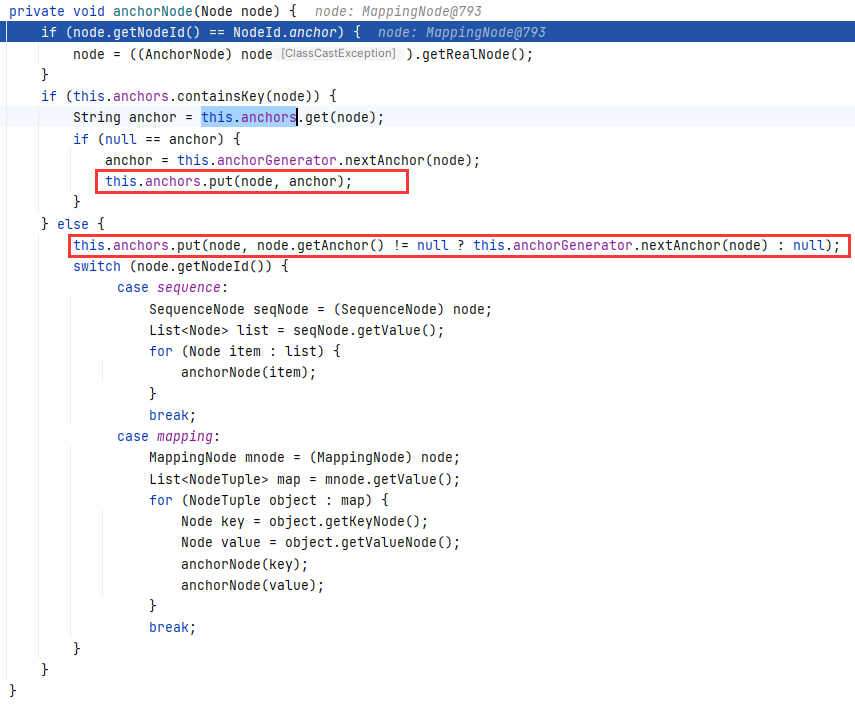 private void anchorNode(Node node) { node: MappingNode@793
if (node.getNodeId() == NodeId.anchor) { node: MappingNode@793
node = ((AnchorNode) node [ClassCastException] ).getRealNode();
}
if (this.anchors.containsKey(node)) {
String anchor = this.anchors.get(node);
if (null == anchor) {
anchor = this.anchorGenerator.nextAnchor(node);
this.anchors.put(node, anchor);
}
} else {
this.anchors.put(node, node.getAnchor() != null ? this.anchorGenerator.nextAnchor(node) : null);
switch (node.getNodeId()) {
case sequence:
SequenceNode seqNode = (SequenceNode) node;
List<Node> list = seqNode.getValue();
for (Node item : list) {
anchorNode(item);
}
break;
case mapping:
MappingNode mnode = (MappingNode) node;
List<NodeTuple> map = mnode.getValue();
for (NodeTuple object : map) {
Node key = object.getKeyNode();
Node value = object.getValueNode();
anchorNode(key);
anchorNode(value);
}
break;
}
}
}